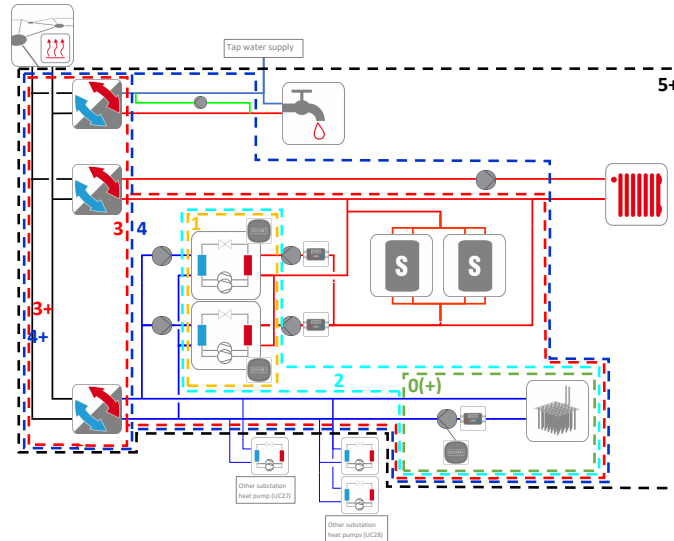 Tap water supply
5+
1
3
4
S
S
3+
4+
2
0(+)
Other substation
heat pump (UC27)
Other substation
heat pumps (UC28)